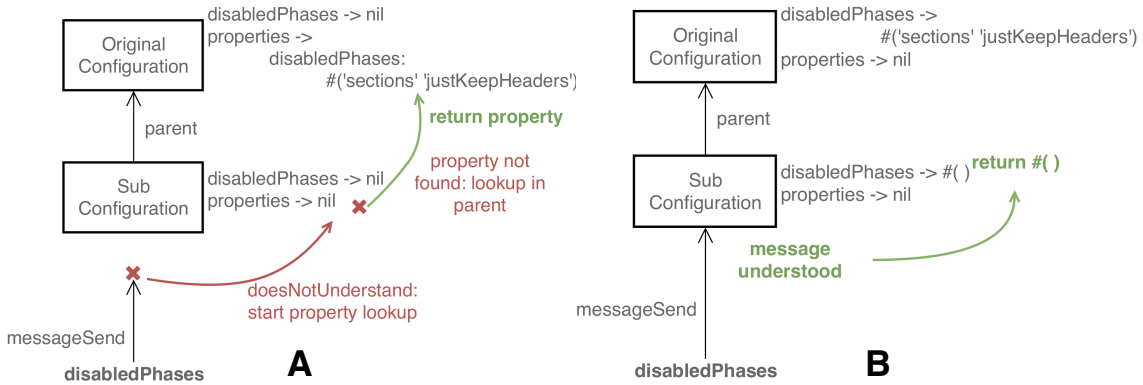 disabledPhases -> nil
properties ->
disabledPhases:
#('sections' 'justKeepHeaders')
Original
Configuration
return property
parent
property not
found: lookup in
parent
Sub
Configuration
disabledPhases -> nil
properties -> nil
doesNotUnderstand:
start property lookup
messageSend
disabledPhases
A
disabledPhases ->
#('sections' 'justKeepHeaders')
properties -> nil
Original
Configuration
parent
Sub
Configuration
disabledPhases -> #( )
properties -> nil
return #( )
message
understood
messageSend
disabledPhases
B